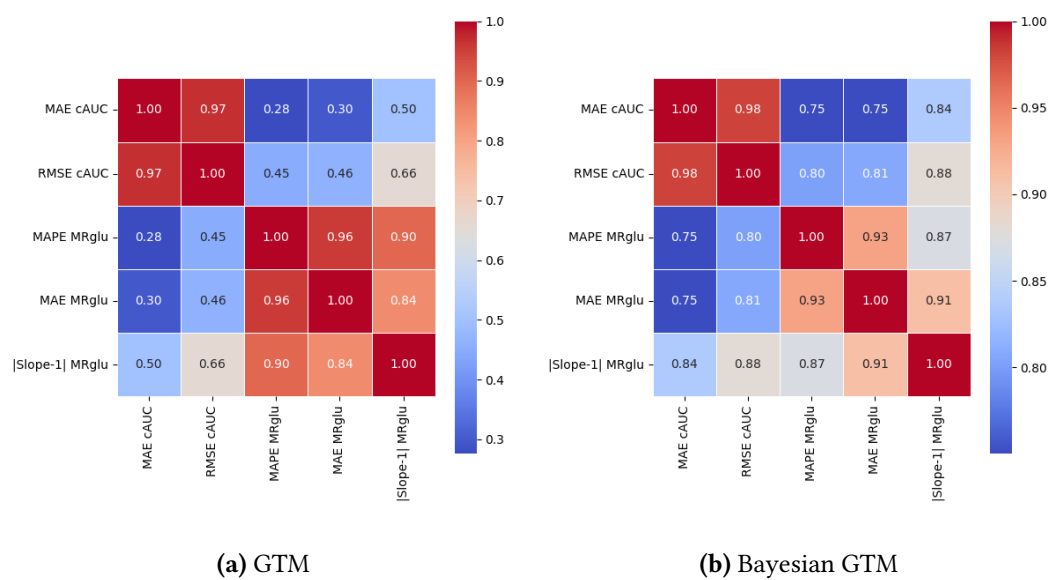 MAE cAUC 1.00 0.97 0.28 0.30 0.50
RMSE cAUC 0.97 1.00 0.45 0.46 0.66
MAPE MRglu 0.28 0.45 1.00 0.96 0.90
MAE MRglu 0.30 0.46 0.96 1.00 0.84
|Slope-1| MRglu 0.50 0.66 0.90 0.84 1.00
MAE cAUC
RMSE cAUC
MAPE MRglu
MAE MRglu
|Slope-1| MRglu
1.0
0.9
0.8
0.7
0.6
0.5
0.4
0.3
(a) GTM
MAE cAUC 1.00 0.98 0.75 0.75 0.84
RMSE cAUC 0.98 1.00 0.80 0.81 0.88
MAPE MRglu 0.75 0.80 1.00 0.93 0.87
MAE MRglu 0.75 0.81 0.93 1.00 0.91
|Slope-1| MRglu 0.84 0.88 0.87 0.91 1.00
MAE cAUC
RMSE cAUC
MAPE MRglu
MAE MRglu
|Slope-1| MRglu
1.00
0.95
0.90
0.85
0.80
(b) Bayesian GTM